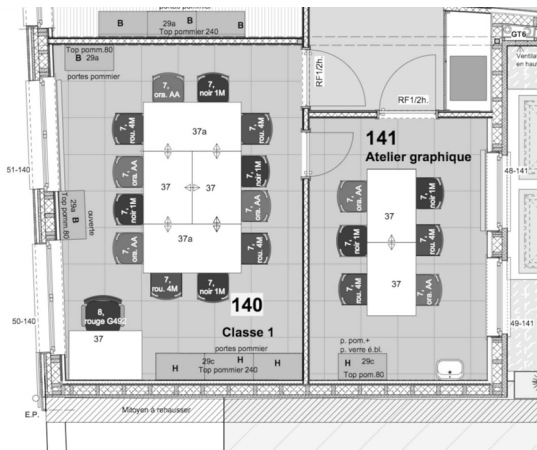 portes pommier
B
29a
B
B
Top pommier 240
Top pomm.80
B 29a
portes pommier
RF1/2h.
RF1/2h.
GT6
Ventilat
en haut
7, ora. AA
7, noir 1M
7, rou. 4M
7, rou. 4M
37a
141
Atelier graphique
7, ora. AA
7, noir 1M
37
37
51-140
48-141
7, ora. AA
7, noir 1M
7, noir 1M
7, ora. AA
37
29a B
Top pomm.80
ouverte
37a
7, ora. AA
7, rou. 4M
7, noir 1M
7, rou. 4M
7, rou. 4M
7, noir 1M
37
7, rou. 4M
7, ora. AA
140
8,
rouge G492
50-140
49-141
Classe 1
37
portes pommier
p. pom.+
p. verre é.bl.
H
29c
H
H
Top pommier 240
H 29c
Top pom.80
E.P.
Mitoyen à rehausser